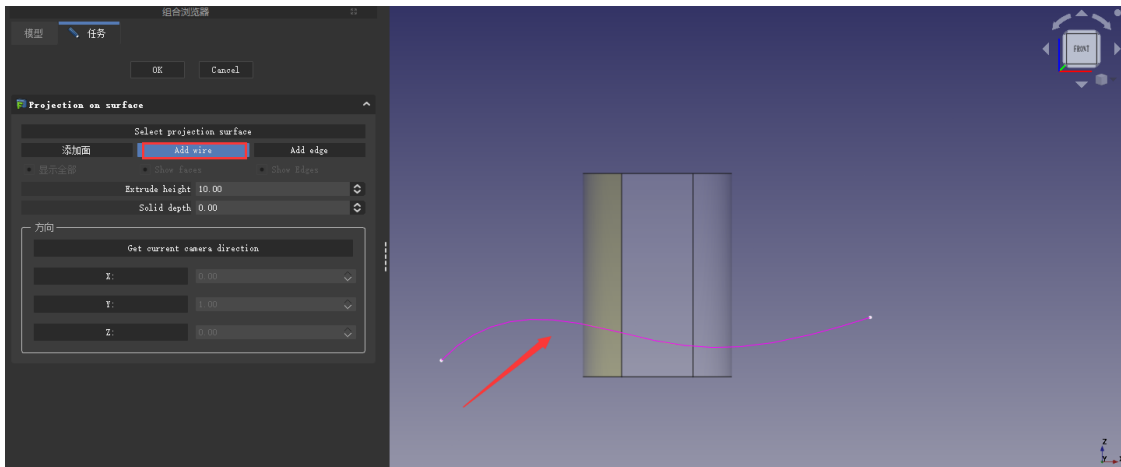 组合浏览器
模型 任务
OK Cancel
Projection on surface
Select projection surface
添加面 Add wire Add edge
显示全部 Show faces Show Edges
Extrude height 10.00
Solid depth 0.00
方向
Get current camera direction
X: 0.00
Y: 1.00
Z: 0.00
FRONT
Z
Y